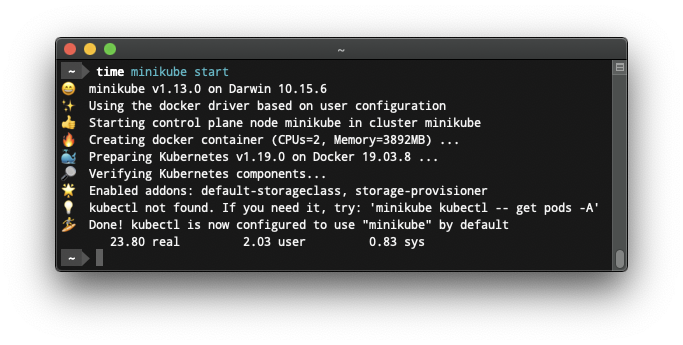 ~
~ time minikube start
😄 minikube v1.13.0 on Darwin 10.15.6
✨ Using the docker driver based on user configuration
👍 Starting control plane node minikube in cluster minikube
🔥 Creating docker container (CPUs=2, Memory=3892MB) ...
🐳 Preparing Kubernetes v1.19.0 on Docker 19.03.8 ...
🔎 Verifying Kubernetes components...
🌟 Enabled addons: default-storageclass, storage-provisioner
💡 kubectl not found. If you need it, try: 'minikube kubectl -- get pods -A'
🏄 Done! kubectl is now configured to use "minikube" by default
23.80 real 2.03 user 0.83 sys
~